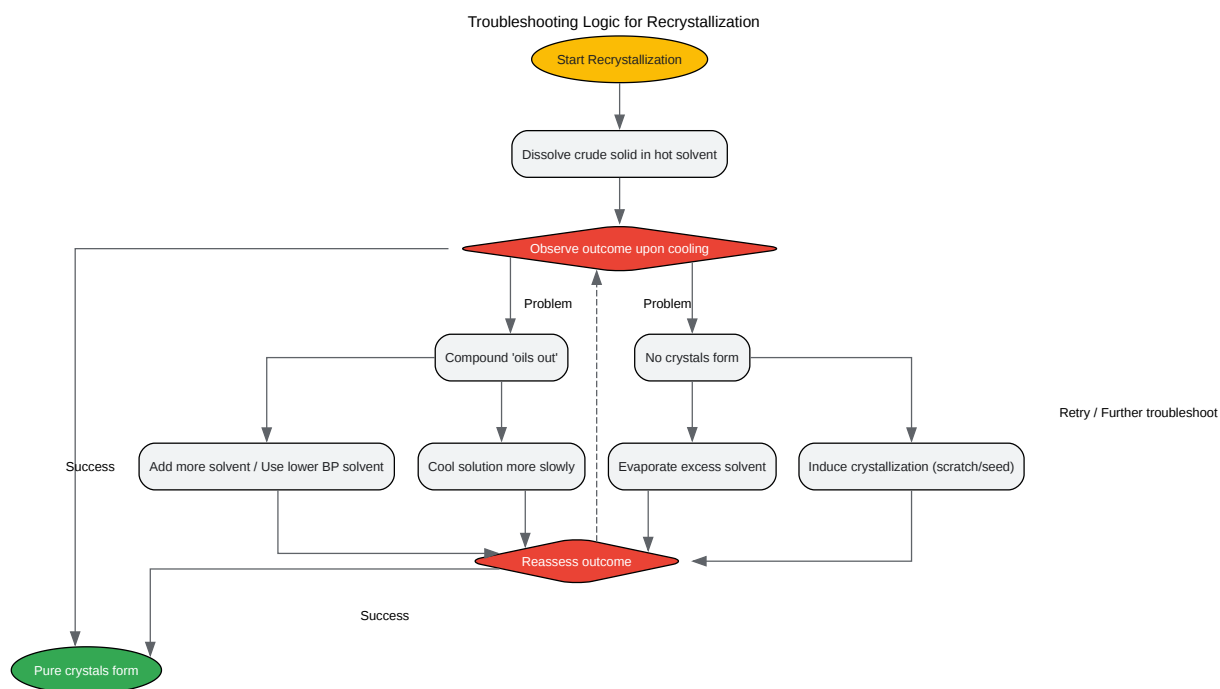 Troubleshooting Logic for Recrystallization
Start Recrystallization
Dissolve crude solid in hot solvent
Observe outcome upon cooling
Problem
Problem
Compound 'oils out'
No crystals form
Retry / Further troubleshoot
Success
Add more solvent / Use lower BP solvent
Cool solution more slowly
Evaporate excess solvent
Induce crystallization (scratch/seed)
Reassess outcome
Success
Pure crystals form